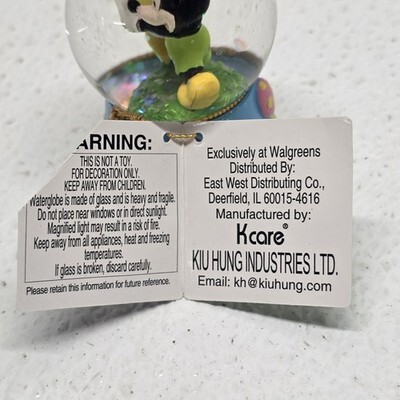 ARNING:
THIS IS NOT A TOY.
FOR DECORATION ONLY.
KEEP AWAY FROM CHILDREN.
Waterglobe is made of glass and is heavy and fragile.
Do not place near windows or in direct sunlight.
Magnified light may result in a risk of fire.
Keep away from all appliances, heat and freezing
temperatures.
If glass is broken, discard carefully.
Please retain this information for future reference.
Exclusively at Walgreens
Distributed By:
East West Distributing Co.,
Deerfield, IL 60015-4616
Manufactured by:
Kcare®
KIU HUNG INDUSTRIES LTD.
Email: kh@kiuhung.com